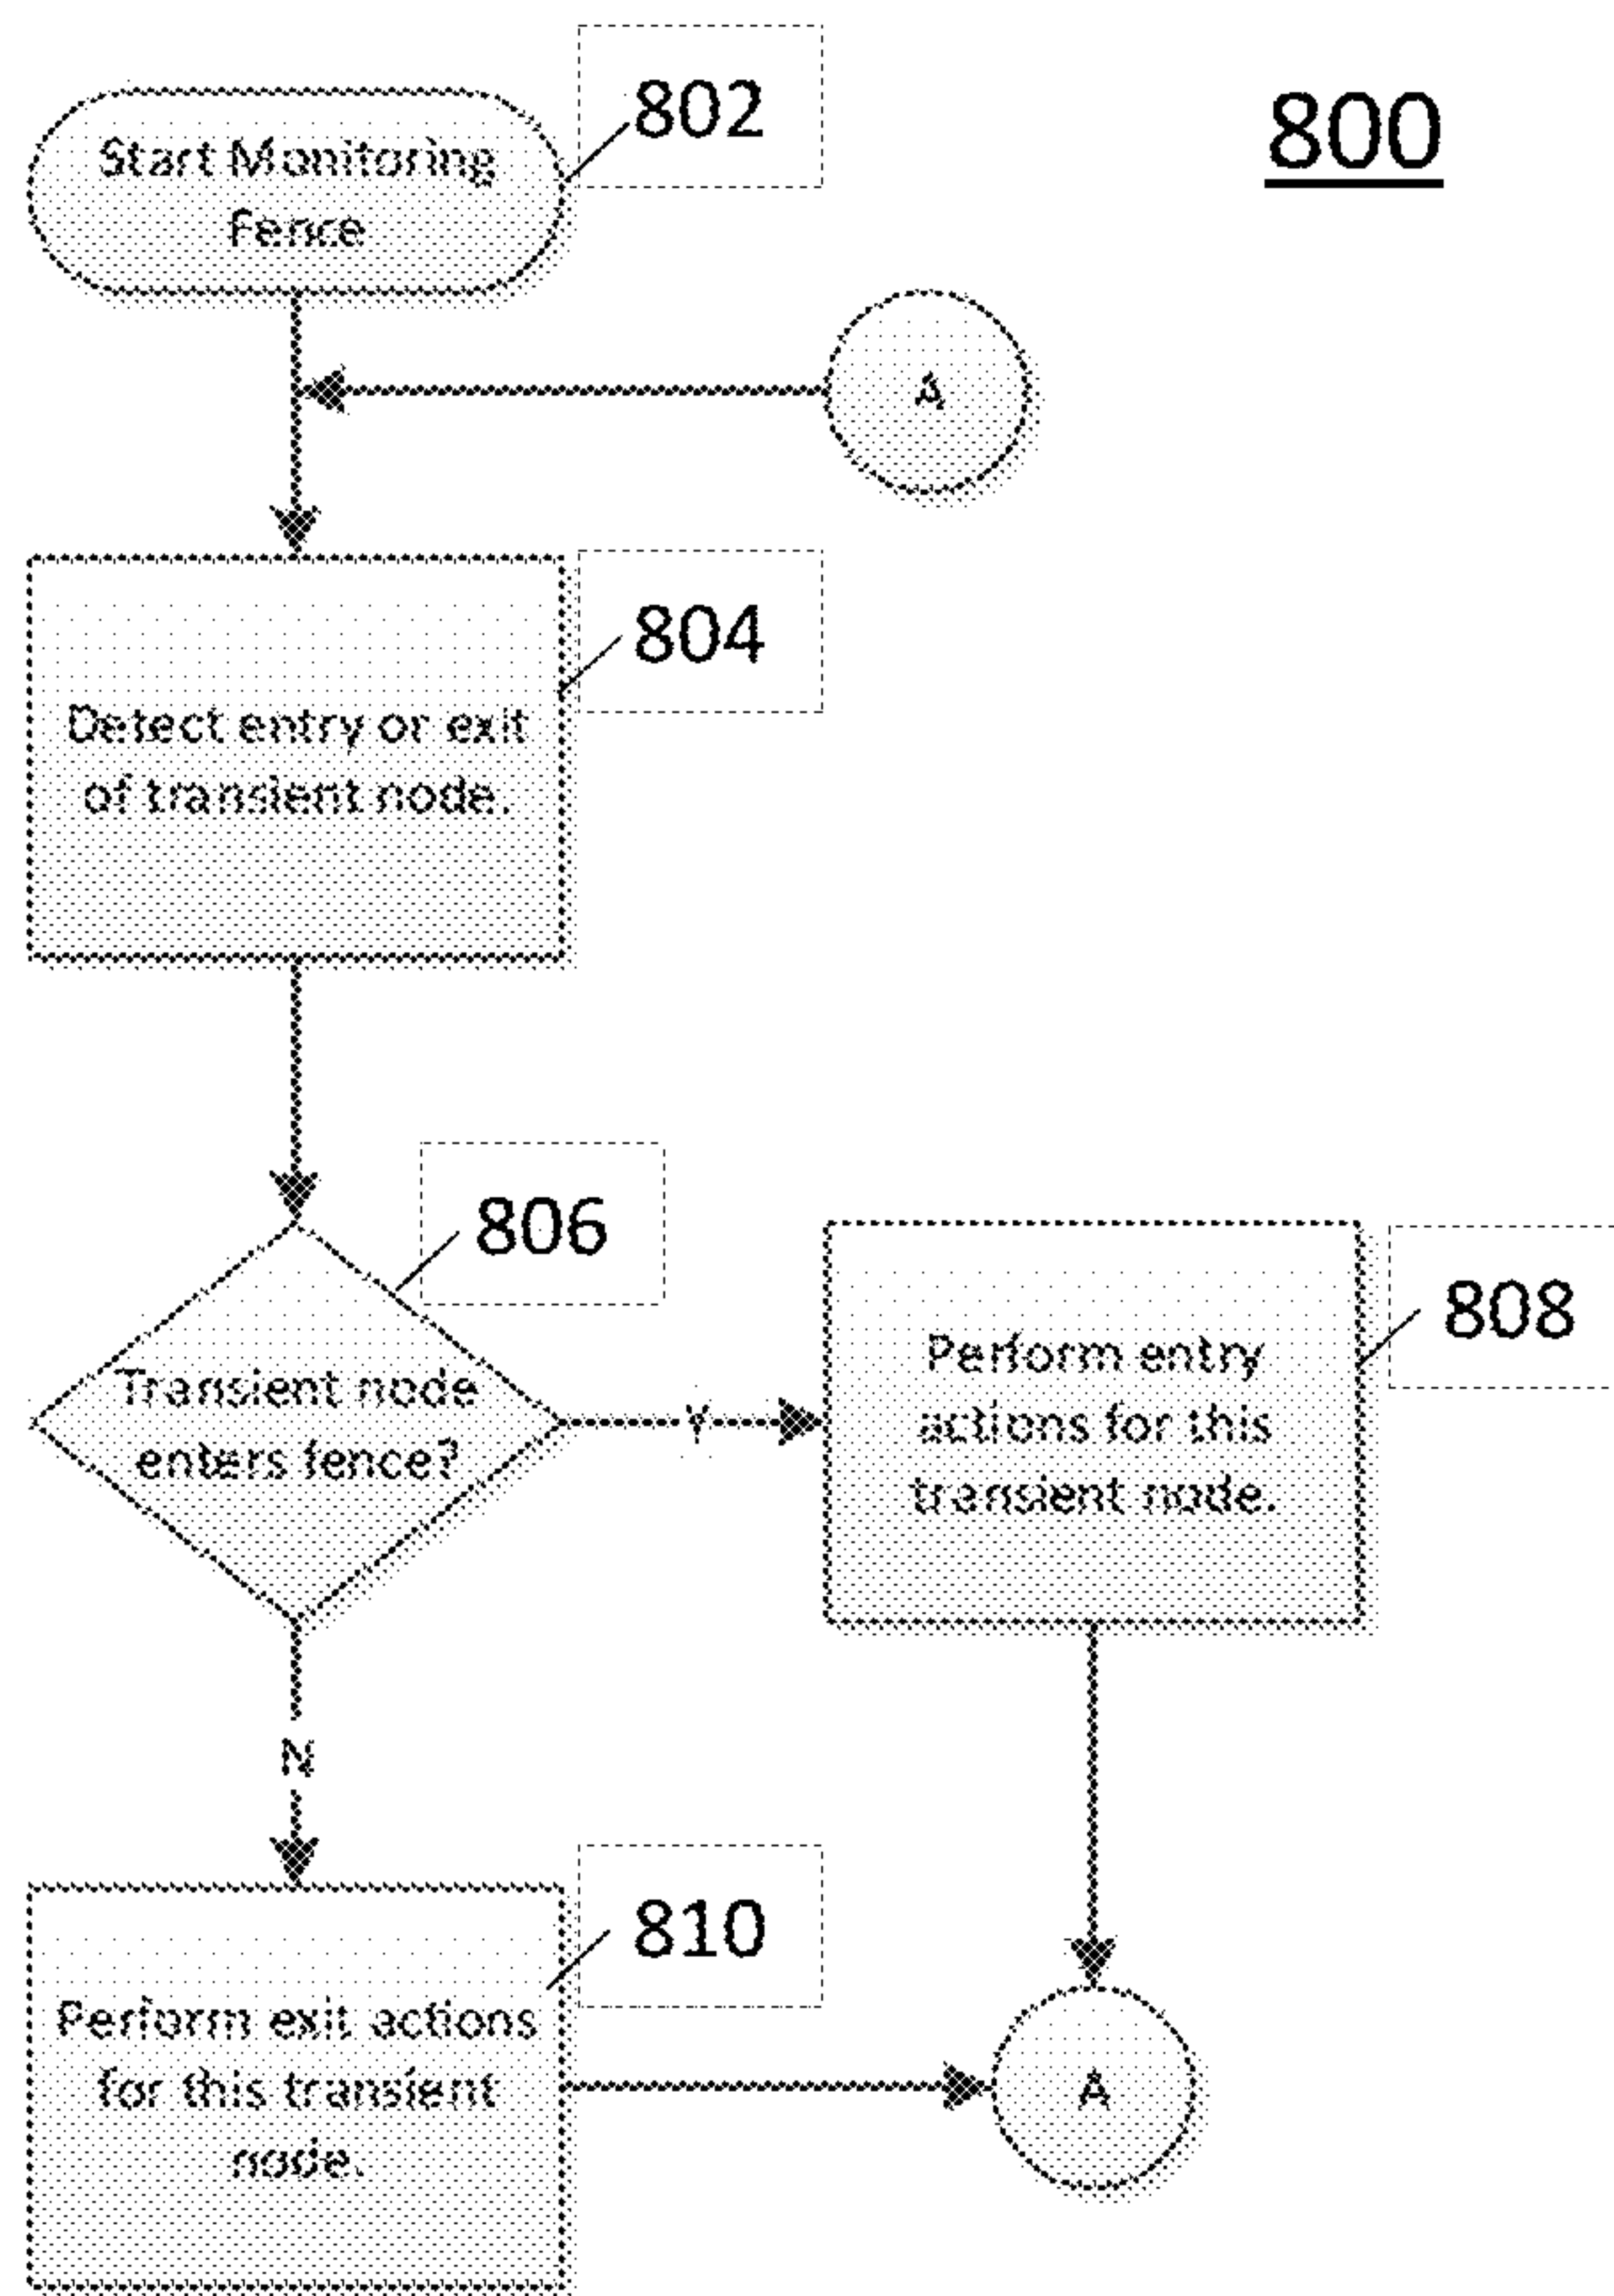 802
800
Start Monitoring
Fence
A
804
Detect entry or exit
of transient node.
806
Transient node
enters fence?
Y
808
Perform entry
actions for this
transient node.
N
810
Perform exit actions
for this transient
node.
A